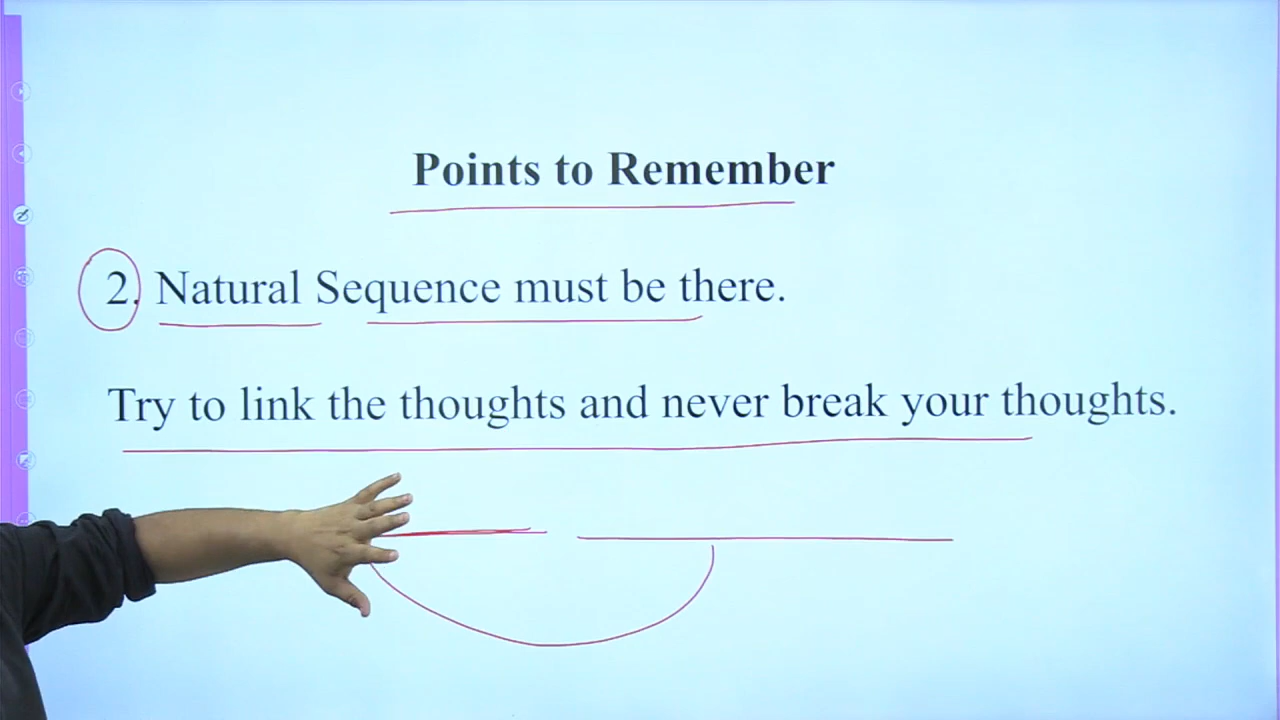 Points to Remember
2. Natural Sequence must be there.
Try to link the thoughts and never break your thoughts.